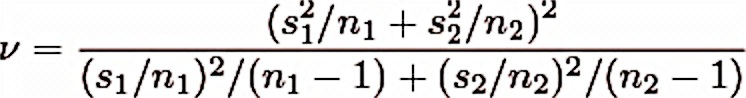 ν = (s₁²/n₁ + s₂²/n₂)² / (s₁/n₁)²/(n₁ − 1) + (s₂/n₂)²/(n₂ − 1)